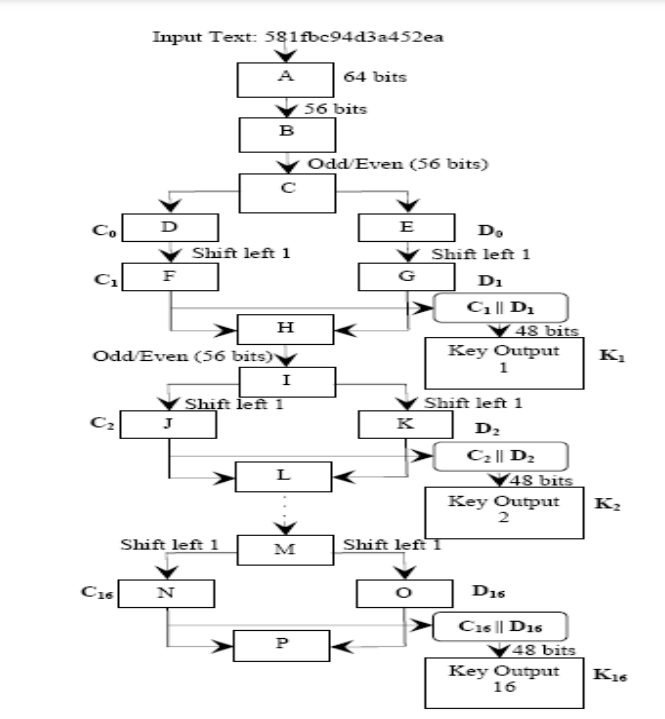 Input Text: 581fbc94d3a452ea
A 64 bits
56 bits
B
Odd/Even (56 bits)
C
C₀ D E D₀
Shift left 1 Shift left 1
C₁ F G D₁
C₁ || D₁
H 48 bits
Odd/Even (56 bits) Key Output K₁
1
I
Shift left 1 Shift left 1
C₂ J K D₂
C₂ || D₂
L 48 bits
Key Output K₂
2
Shift left 1 M Shift left 1
C₁₆ N O D₁₆
C₁₆ || D₁₆
P 48 bits
Key Output K₁₆
16